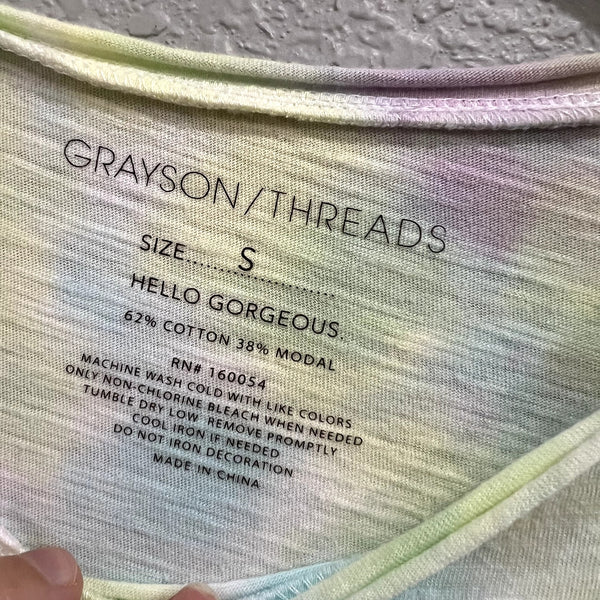 GRAYSON/THREADS
SIZE.....S............
HELLO GORGEOUS.
62% COTTON 38% MODAL
RN# 160054
MACHINE WASH COLD WITH LIKE COLORS
ONLY NON-CHLORINE BLEACH WHEN NEEDED
TUMBLE DRY LOW. REMOVE PROMPTLY
COOL IRON IF NEEDED
DO NOT IRON DECORATION
MADE IN CHINA